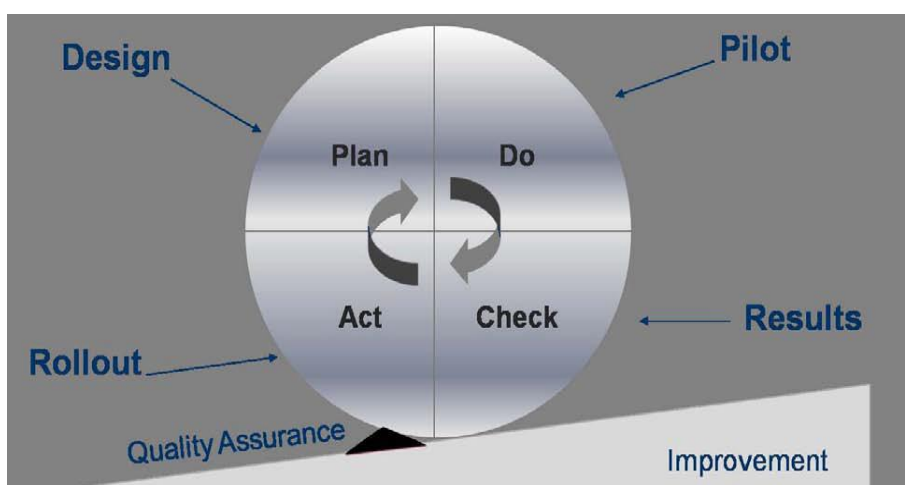 Design
Pilot
Plan
Do
Act
Check
Results
Rollout
Quality Assurance
Improvement